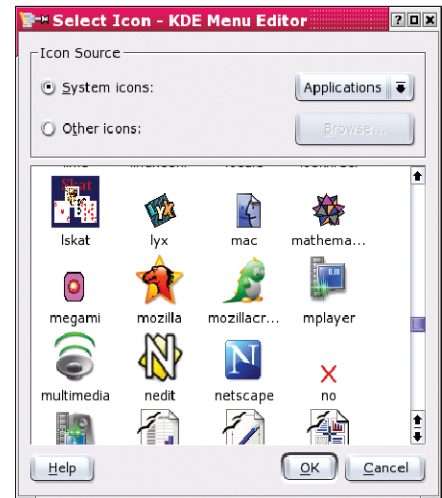 Select Icon - KDE Menu Editor
Icon Source
System icons:
Applications
Other icons:
Browse...
Skat
lskat
lyx
mac
mathema...
megami
mozilla
mozillacr...
mplayer
multimedia
nedit
netscape
no
Help
OK
Cancel